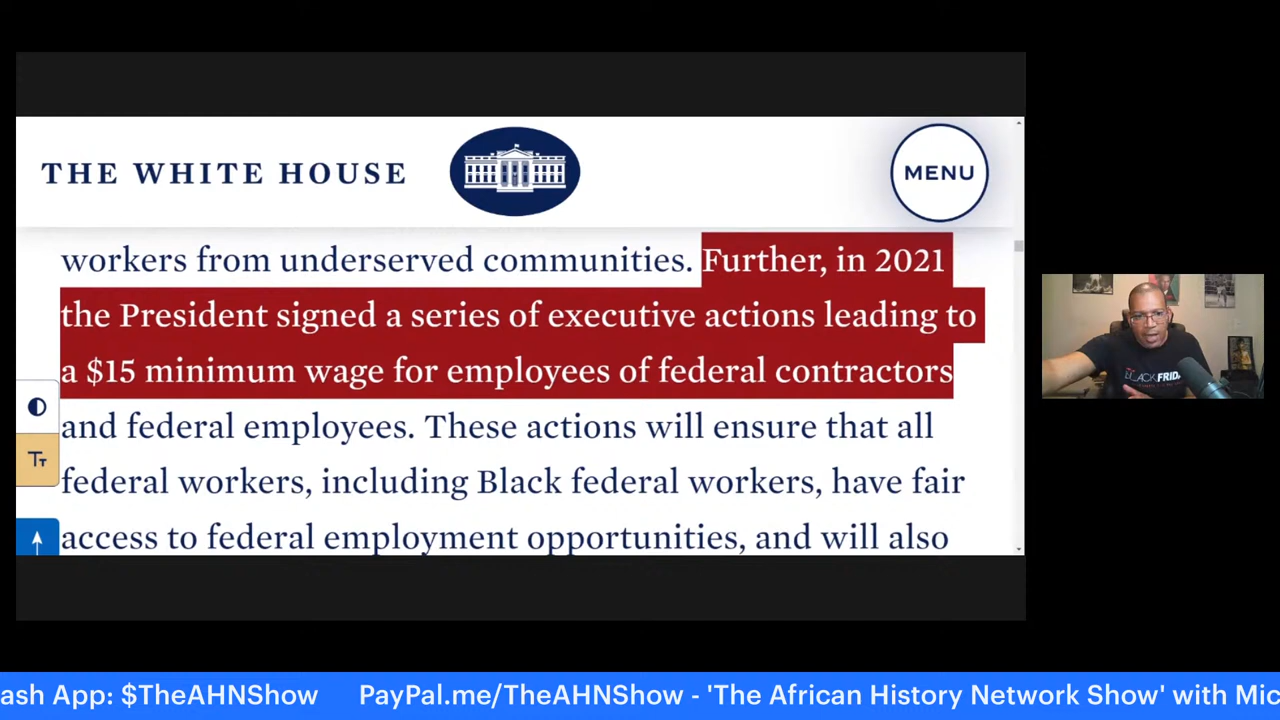 THE WHITE HOUSE
MENU
workers from underserved communities. Further, in 2021
the President signed a series of executive actions leading to
a $15 minimum wage for employees of federal contractors
and federal employees. These actions will ensure that all
federal workers, including Black federal workers, have fair
access to federal employment opportunities, and will also
TT
BLACK FRIDAY
ash App: $TheAHNShow PayPal.me/TheAHNShow - 'The African History Network Show' with Mic